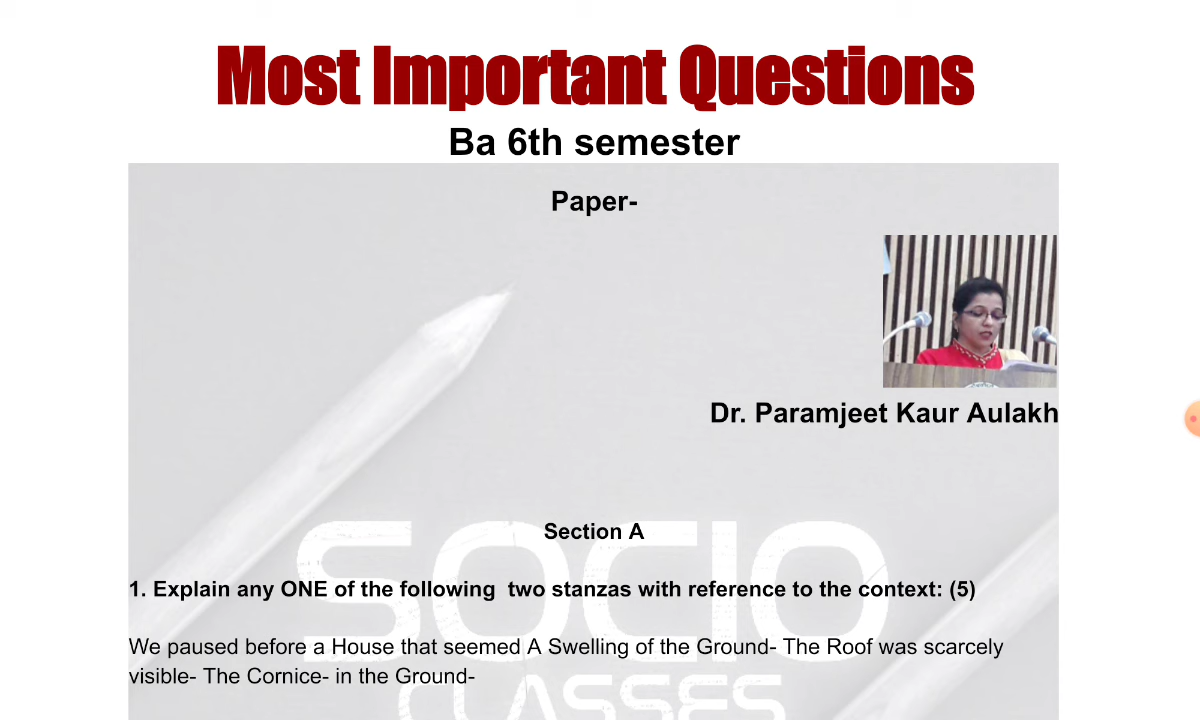 Most Important Questions
Ba 6th semester
Paper-
Dr. Paramjeet Kaur Aulakh
Section A
SOCIO
1. Explain any ONE of the following  two stanzas with reference to the context: (5)
We paused before a House that seemed A Swelling of the Ground- The Roof was scarcely
visible- The Cornice- in the Ground-
CLASSES